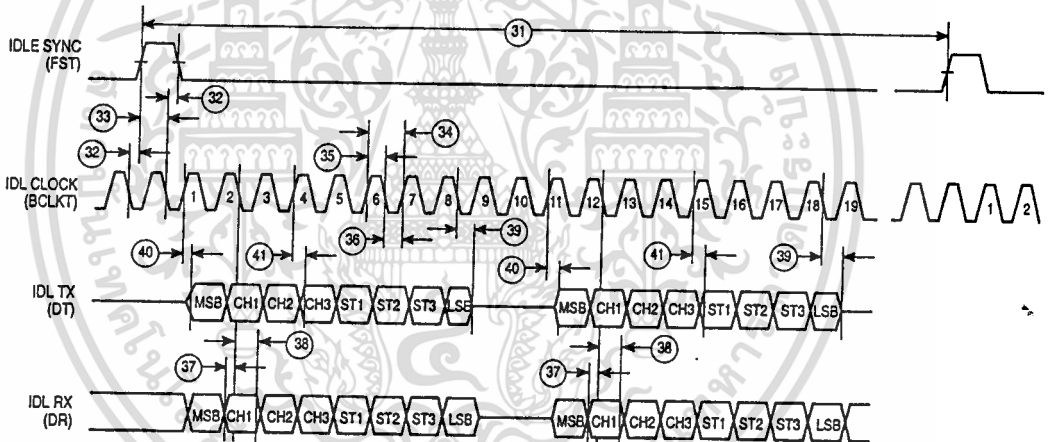 31
IDLE SYNC
(FST)
32
33
34
32
35
IDL CLOCK
(BCLKT)
1 2 3 4 5 6 7 8 9 10 11 12 13 14 15 16 17 18 19 1 2
36
39
40
41
40
41
39
IDL TX
(DT)
MSB CH1 CH2 CH3 ST1 ST2 ST3 LSB MSB CH1 CH2 CH3 ST1 ST2 ST3 LSB
38
38
37
37
IDL RX
(DR)
MSB CH1 CH2 CH3 ST1 ST2 ST3 LSB MSB CH1 CH2 CH3 ST1 ST2 ST3 LSB